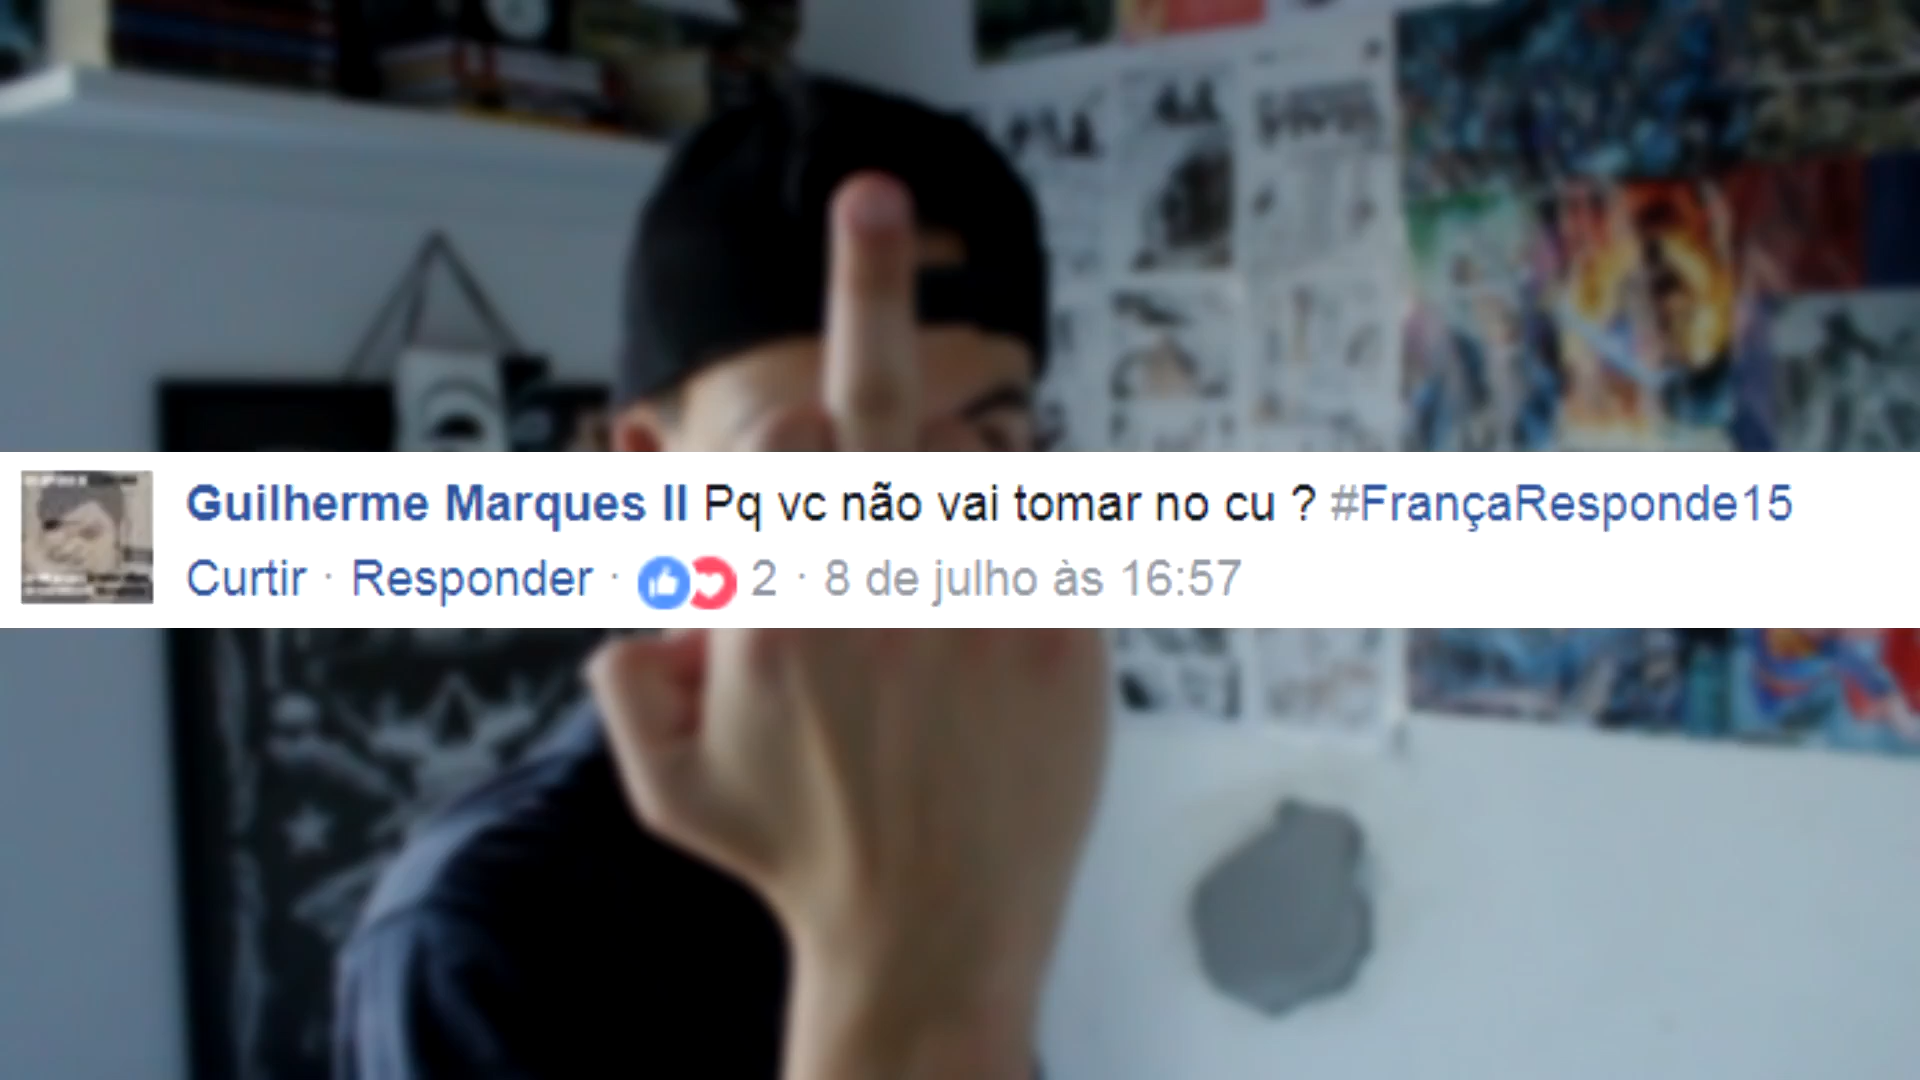 Guilherme Marques II Pq vc não vai tomar no cu ? #FrançaResponde15
Curtir · Responder · 2 · 8 de julho às 16:57